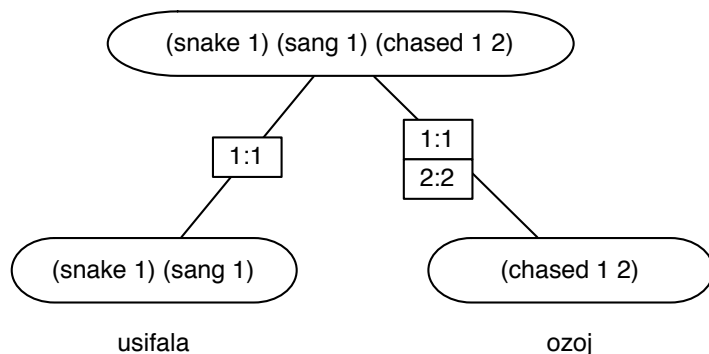 (snake 1) (sang 1) (chased 1 2)
1:1
1:1
2:2
(snake 1) (sang 1)
(chased 1 2)
usifala
ozoj